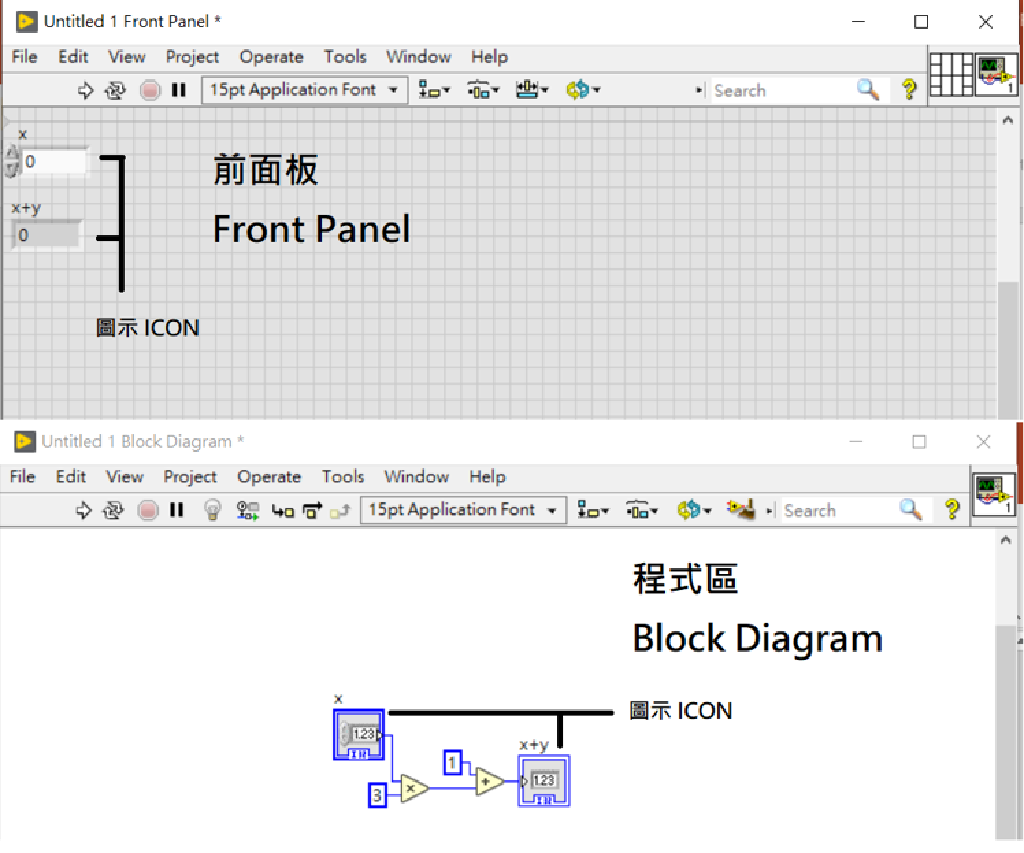 Untitled 1 Front Panel *
File Edit View Project Operate Tools Window Help
15pt Application Font
Search
1
x
0
前面板
x+y
0
Front Panel
圖示 ICON
Untitled 1 Block Diagram *
File Edit View Project Operate Tools Window Help
15pt Application Font
Search
1
程式區
Block Diagram
x
圖示 ICON
1.23
x+y
1
1.23
3
×
+